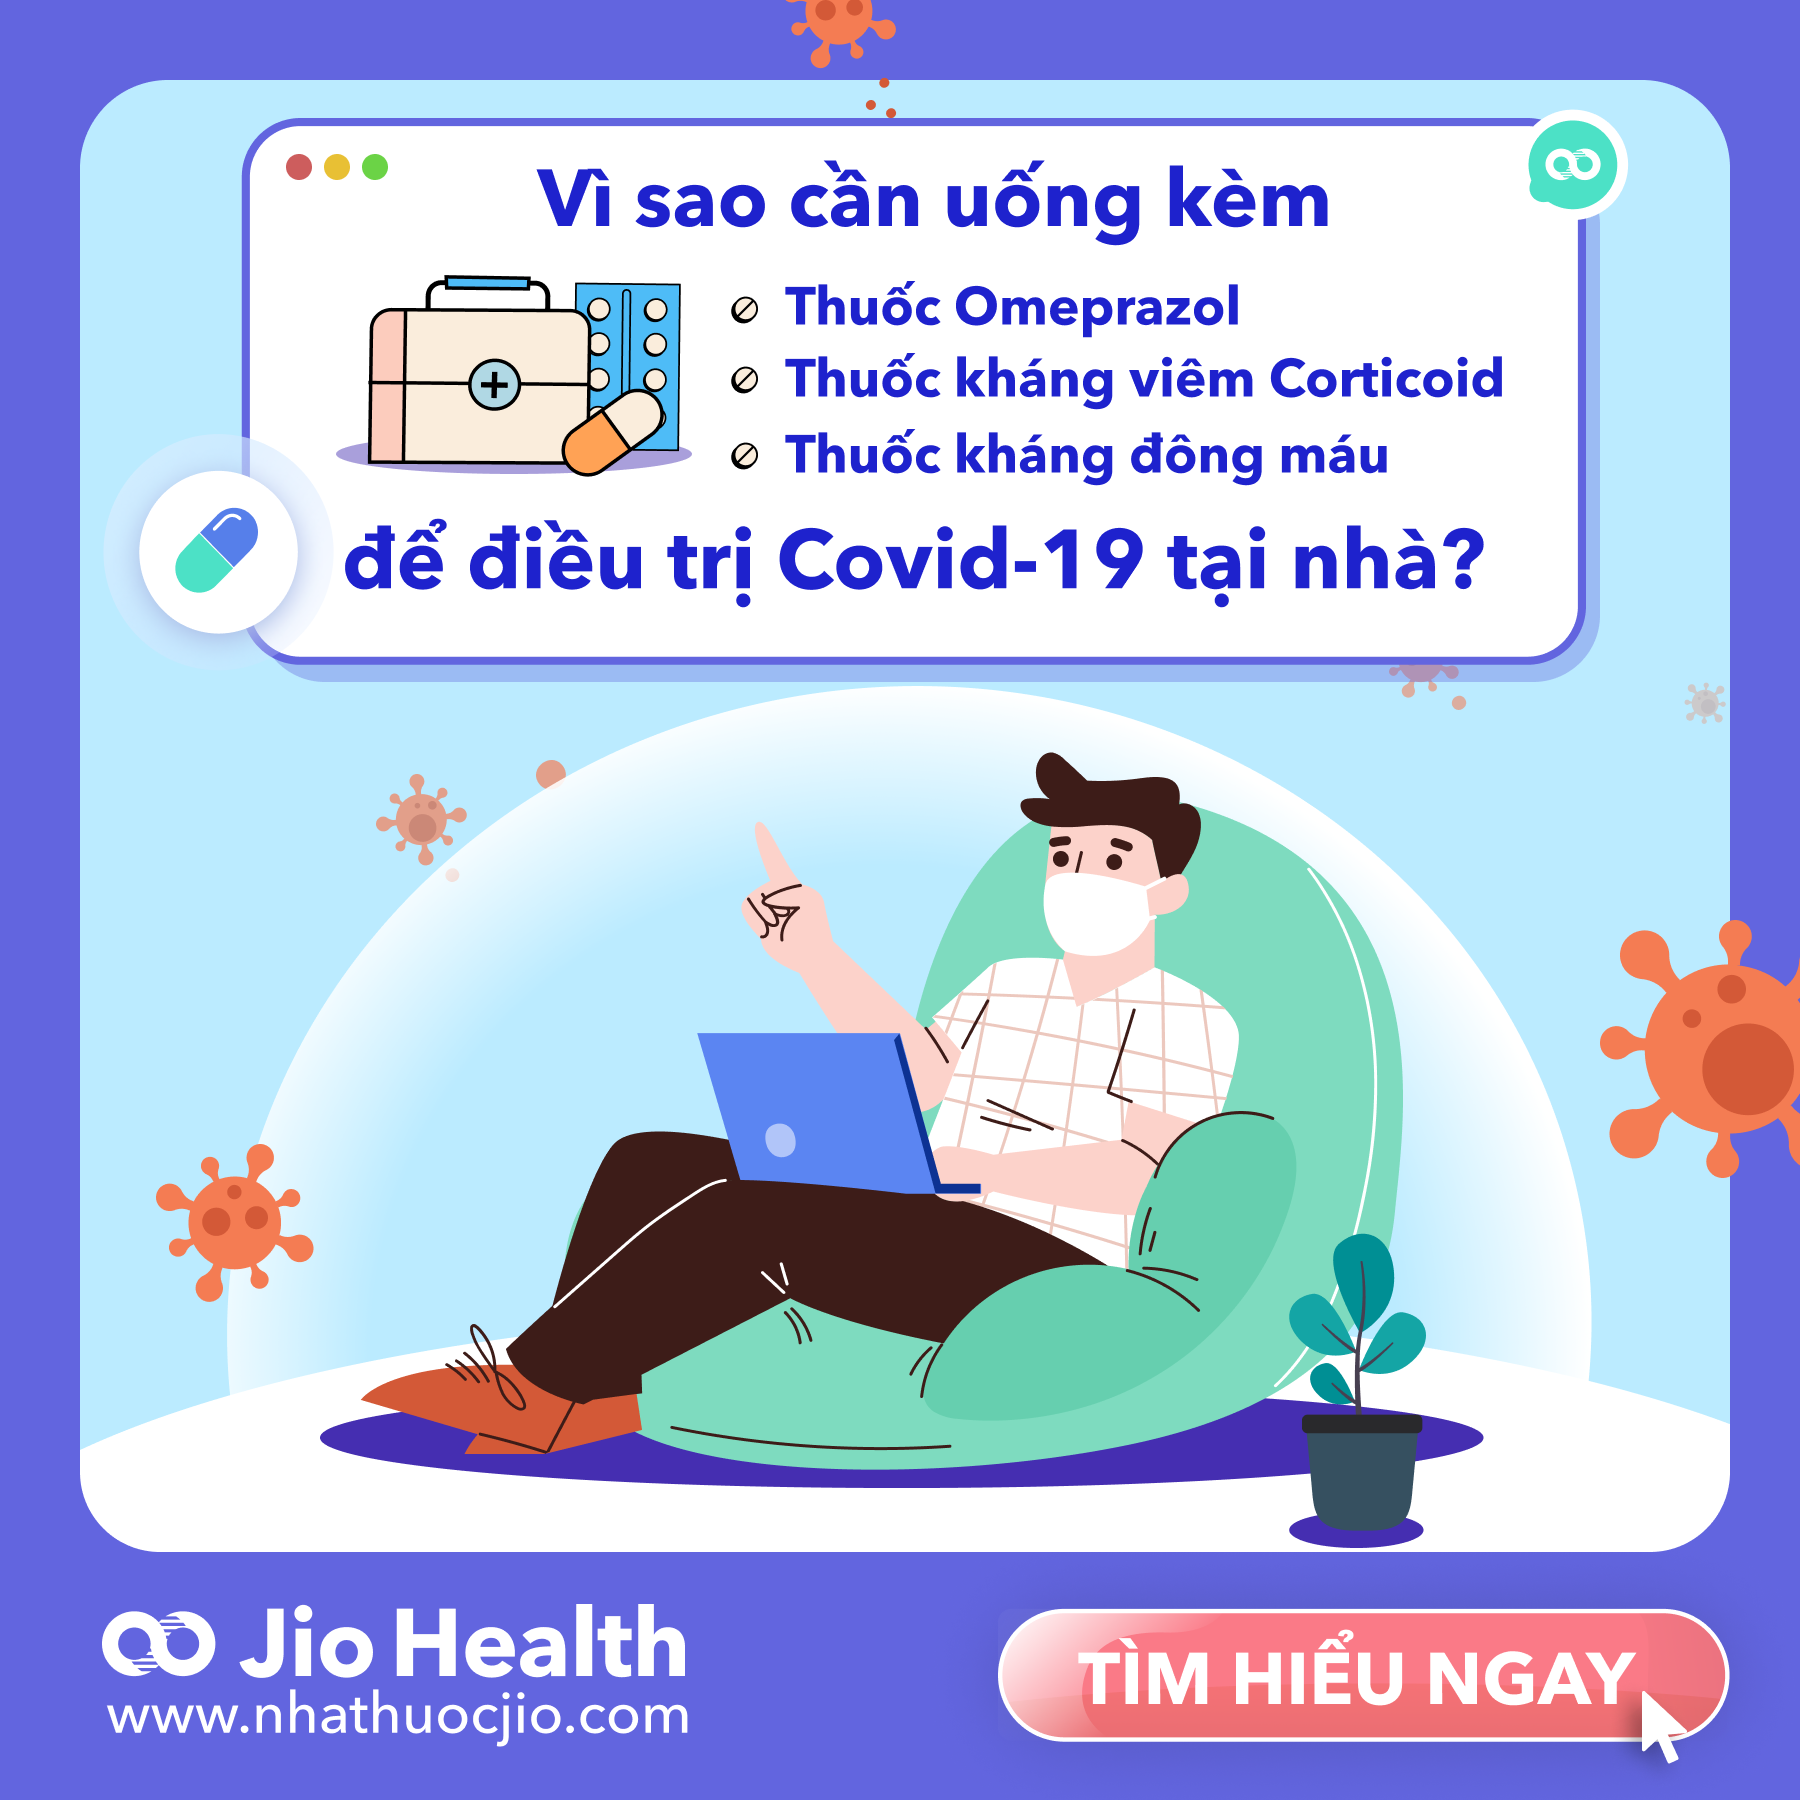 Vì sao cần uống kèm
Thuốc Omeprazol
Thuốc kháng viêm Corticoid
Thuốc kháng đông máu
để điều trị Covid-19 tại nhà?
Jio Health
www.nhathuocjio.com
TÌM HIỂU NGAY